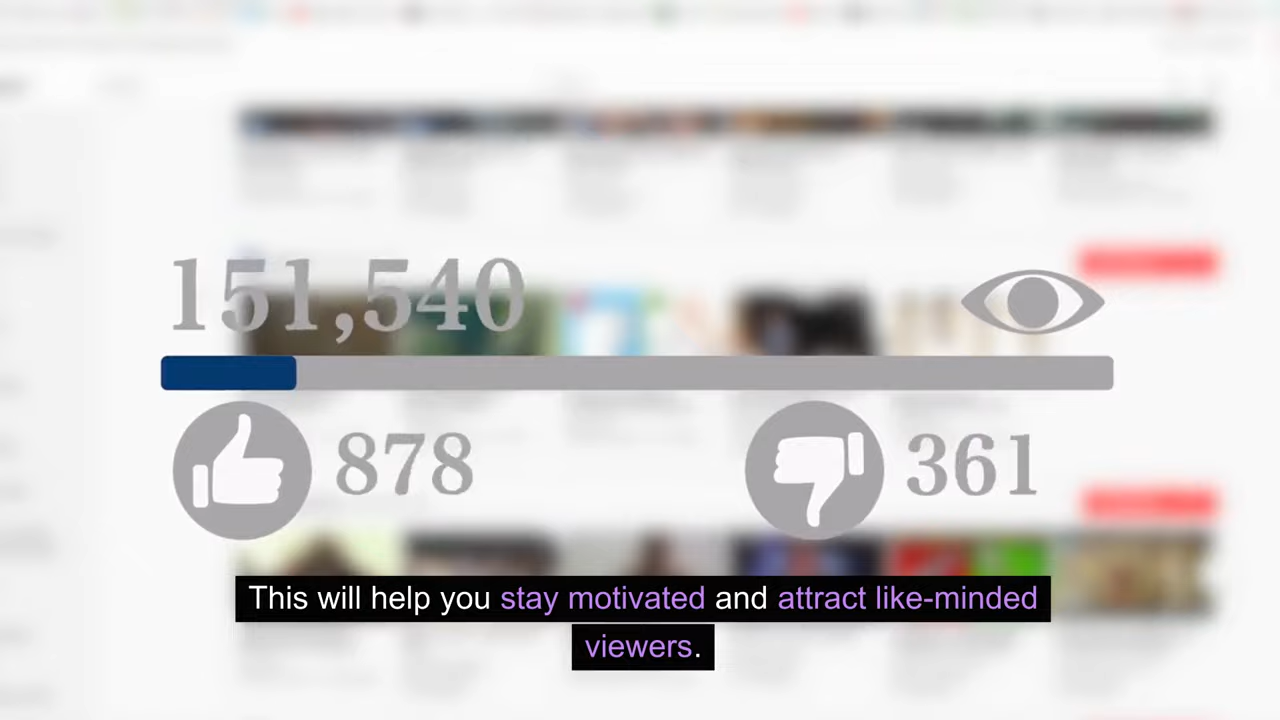 151,540
878
361
This will help you stay motivated and attract like-minded
viewers.